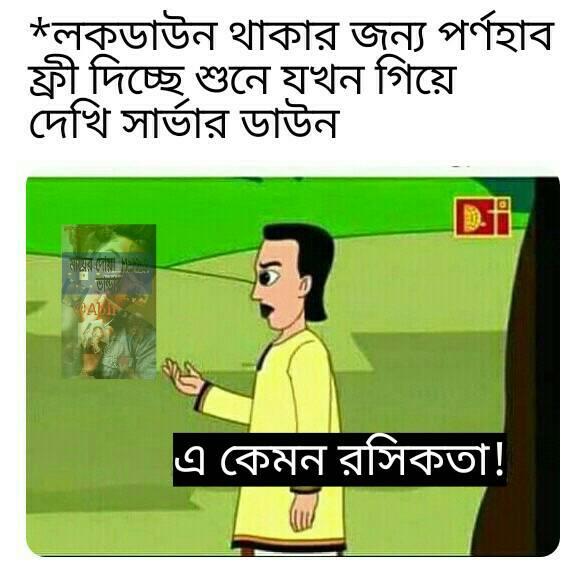 *লকডাউন থাকার জন্য পর্ণহাব
ফ্রী দিচ্ছে শুনে যখন গিয়ে
দেখি সার্ভার ডাউন
এ কেমন রসিকতা!